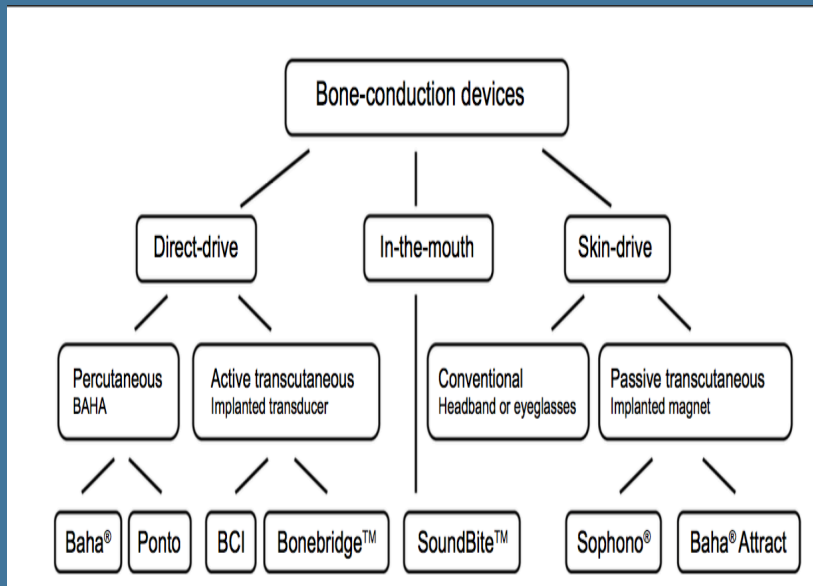 Bone-conduction devices
Direct-drive
In-the-mouth
Skin-drive
Percutaneous
BAHA
Active transcutaneous
Implanted transducer
Conventional
Headband or eyeglasses
Passive transcutaneous
Implanted magnet
Baha®
Ponto
BCI
Bonebridge™
SoundBite™
Sophono®
Baha® Attract